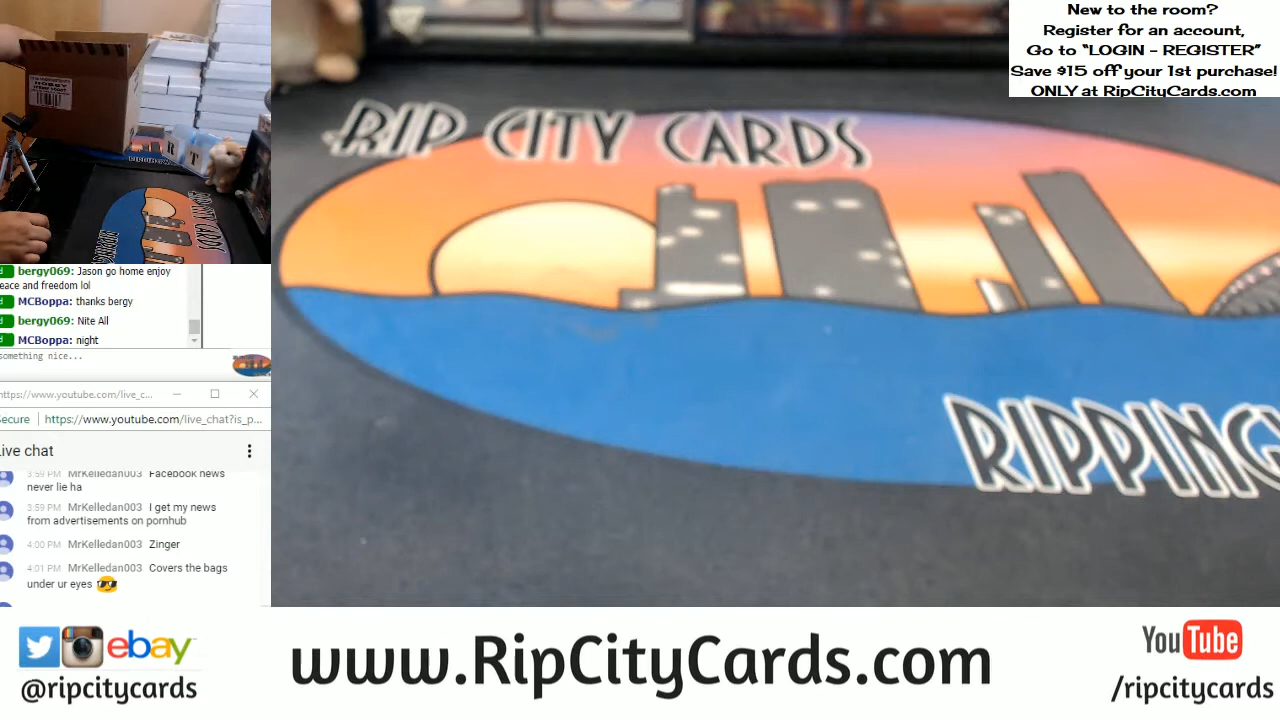 New to the room?
Register for an account,
Go to “LOGIN - REGISTER”
Save $15 off your 1st purchase!
ONLY at RipCityCards.com
HOBBY
RIP CITY CARDS
RIPPING
R T
bergy069: Jason go home enjoy
eace and freedom lol
MCBoppa: thanks bergy
bergy069: Nite All
MCBoppa: night
something nice...
https://www.youtube.com/live_c...
ecure https://www.youtube.com/live_chat?is_p...
ive chat
3:59 PM MrKelledan003 Facebook news
never lie ha
3:59 PM MrKelledan003 I get my news
from advertisements on pornhub
4:00 PM MrKelledan003 Zinger
4:01 PM MrKelledan003 Covers the bags
under ur eyes
ebay
@ripcitycards
www.RipCityCards.com
YouTube
/ripcitycards